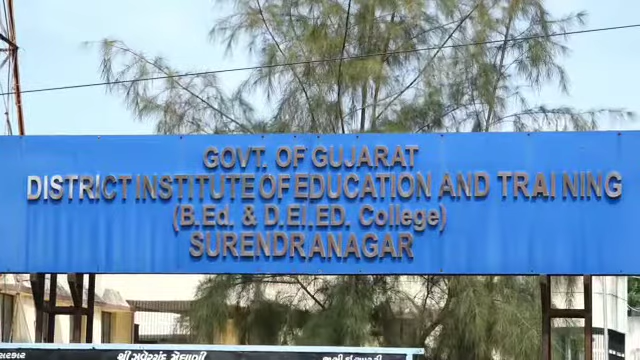 GOVT. OF GUJARAT
DISTRICT INSTITUTE OF EDUCATION AND TRAINING
(B.Ed. & D.El.ED. College)
SURENDRANAGAR